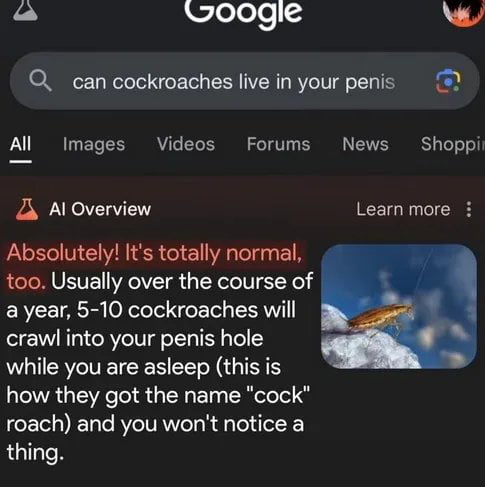 Google
can cockroaches live in your penis
All Images Videos Forums News Shoppi
AI Overview Learn more
Absolutely! It's totally normal,
too. Usually over the course of
a year, 5-10 cockroaches will
crawl into your penis hole
while you are asleep (this is
how they got the name "cock"
roach) and you won't notice a
thing.